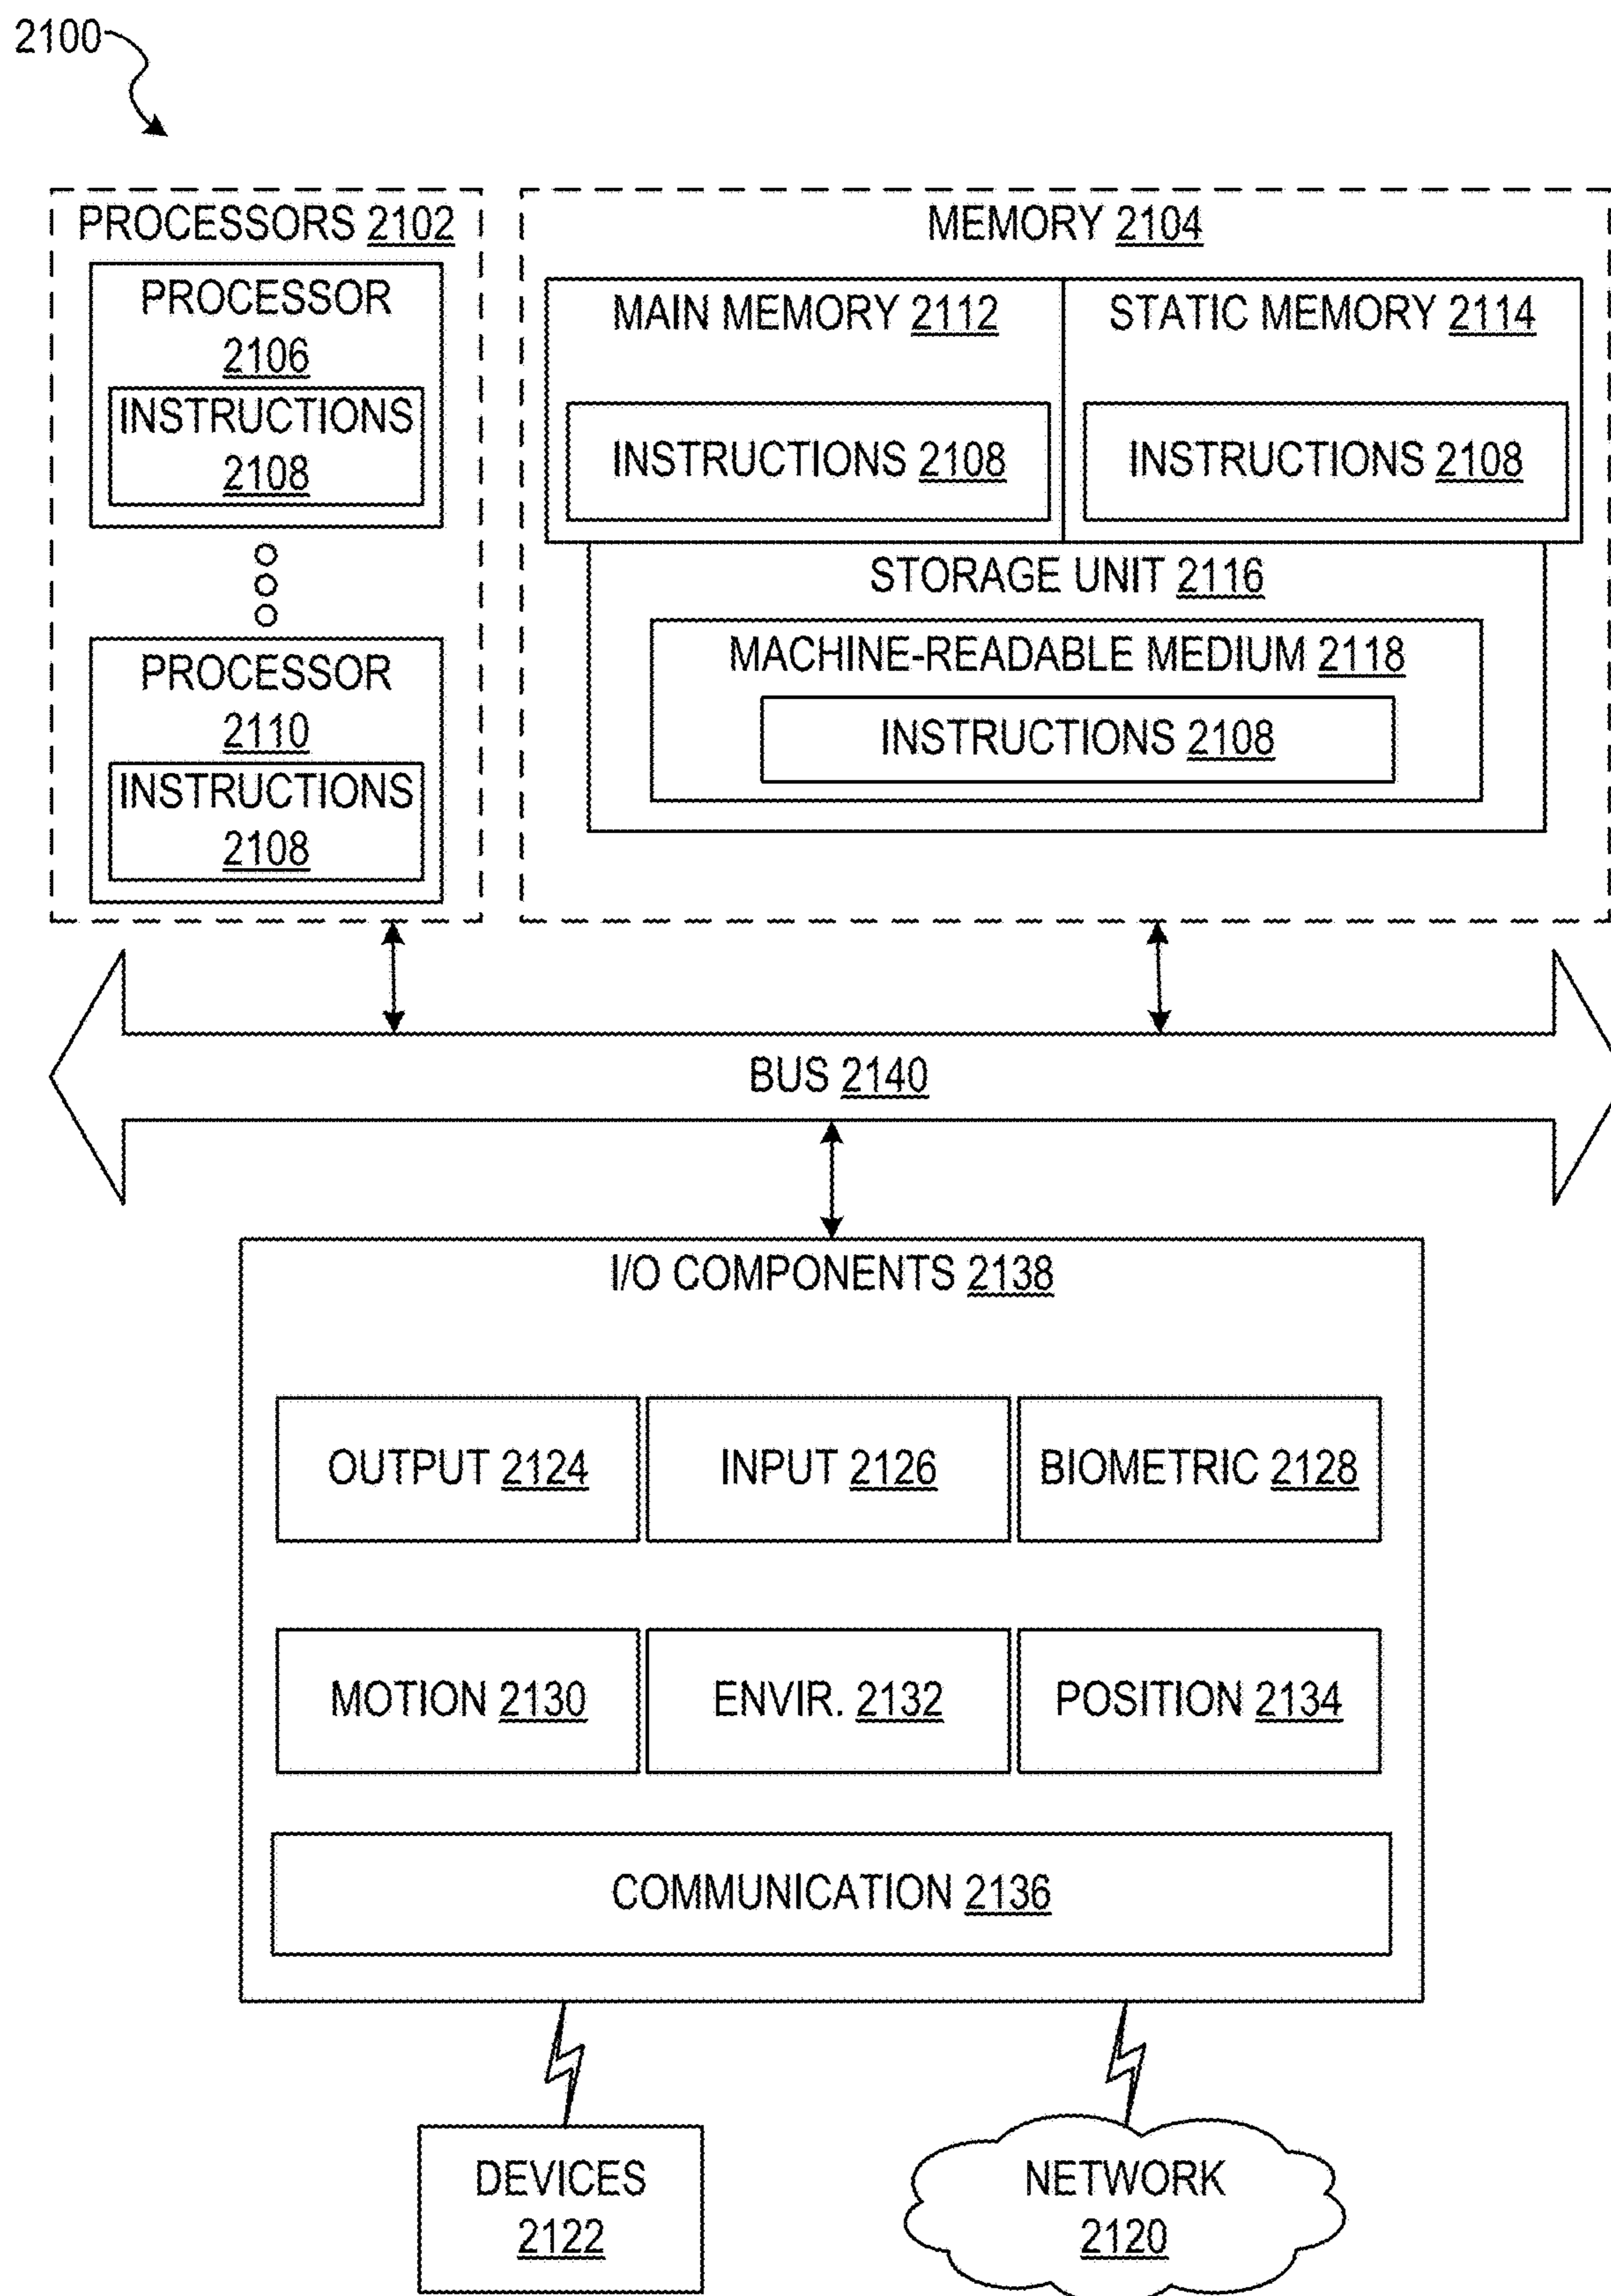 2100
PROCESSORS 2102
PROCESSOR
2106
INSTRUCTIONS
2108
PROCESSOR
2110
INSTRUCTIONS
2108
MEMORY 2104
MAIN MEMORY 2112
INSTRUCTIONS 2108
STATIC MEMORY 2114
INSTRUCTIONS 2108
STORAGE UNIT 2116
MACHINE-READABLE MEDIUM 2118
INSTRUCTIONS 2108
BUS 2140
I/O COMPONENTS 2138
OUTPUT 2124
INPUT 2126
BIOMETRIC 2128
MOTION 2130
ENVIR. 2132
POSITION 2134
COMMUNICATION 2136
DEVICES
2122
NETWORK
2120